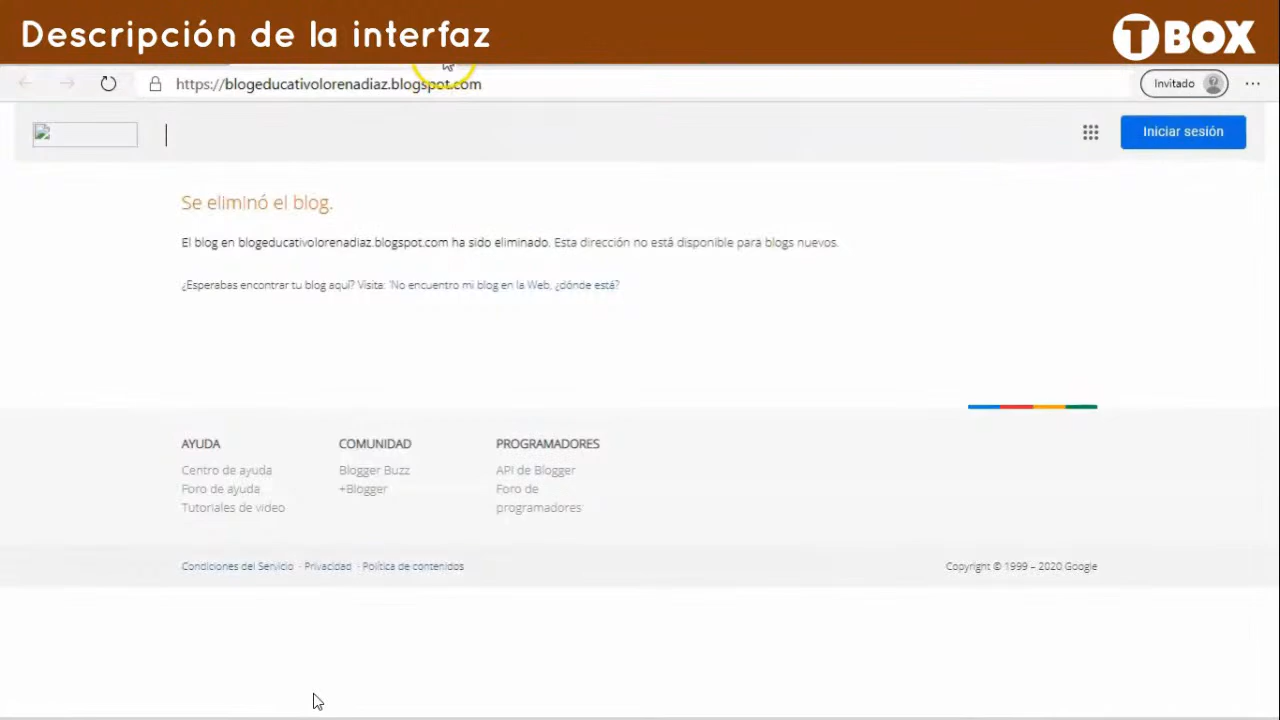 Descripción de la interfaz
TBOX
https://blogeducativolorenadiaz.blogspot.com
Invitado
Iniciar sesión
Se eliminó el blog.
El blog en blogeducativolorenadiaz.blogspot.com ha sido eliminado. Esta dirección no está disponible para blogs nuevos.
¿Esperabas encontrar tu blog aquí? Visita: 'No encuentro mi blog en la Web, ¿dónde está?
AYUDA
Centro de ayuda
Foro de ayuda
Tutoriales de video
COMUNIDAD
Blogger Buzz
+Blogger
PROGRAMADORES
API de Blogger
Foro de
programadores
Condiciones del Servicio · Privacidad · Política de contenidos
Copyright © 1999 – 2020 Google